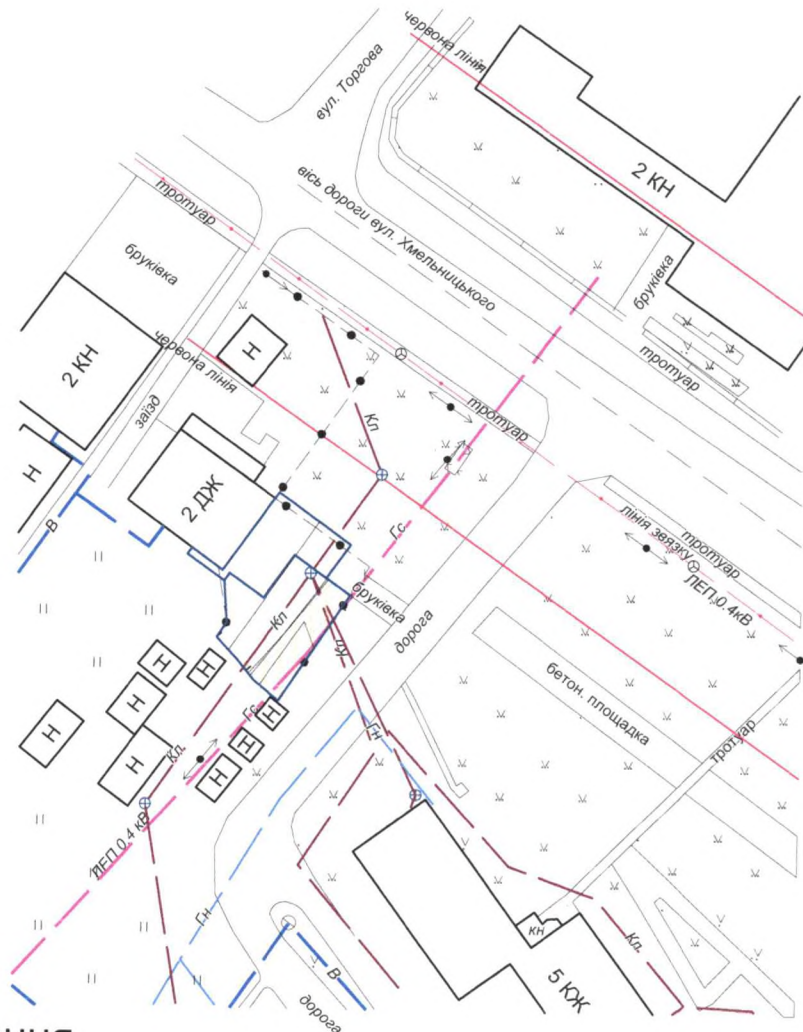 червона лінія
вул. Торгова
2 КН
вісь дороги вул. Хмельницького
тротуар
бруківка
бруківка
тротуар
2 КН
червона лінія
Н
заїзд
Кл
тротуар
Н
В
2 ДЖ
Гс
лінія звязку
тротуар
ЛЕП 0.4кВ
бруківка
дорога
Кл
Кл
бетон. площадка
тротуар
Н
Н
Н
Н
Гс
Н
Н
Н
Н
Кл
Гн
ЛЕП 0.4 кВ
Гн
В
кн
Кл
5 КЖ
дорога